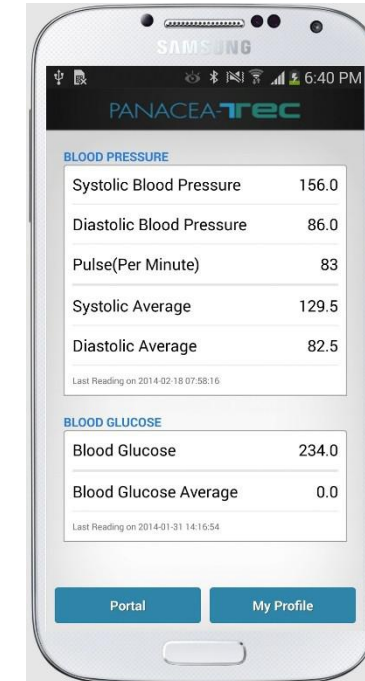 SAMSUNG
6:40 PM
PANACEA-TEC
BLOOD PRESSURE
Systolic Blood Pressure 156.0
Diastolic Blood Pressure 86.0
Pulse(Per Minute) 83
Systolic Average 129.5
Diastolic Average 82.5
Last Reading on 2014-02-18 07:58:16
BLOOD GLUCOSE
Blood Glucose 234.0
Blood Glucose Average 0.0
Last Reading on 2014-01-31 14:16:54
Portal My Profile